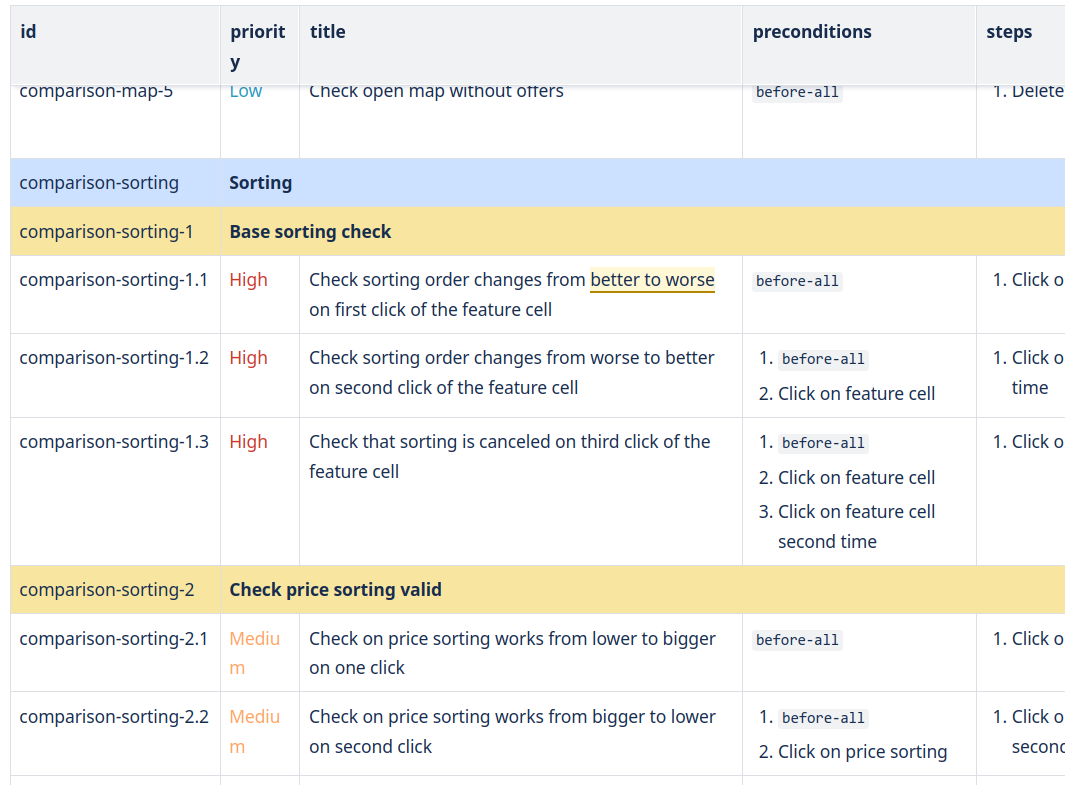 id
priorit
y
title
preconditions
steps
comparison-map-5
Low
Check open map without offers
before-all
1. Delete
comparison-sorting
Sorting
comparison-sorting-1
Base sorting check
comparison-sorting-1.1
High
Check sorting order changes from better to worse
on first click of the feature cell
before-all
1. Click o
comparison-sorting-1.2
High
Check sorting order changes from worse to better
on second click of the feature cell
1. before-all
2. Click on feature cell
1. Click o
time
comparison-sorting-1.3
High
Check that sorting is canceled on third click of the
feature cell
1. before-all
2. Click on feature cell
3. Click on feature cell
second time
1. Click o
comparison-sorting-2
Check price sorting valid
comparison-sorting-2.1
Mediu
m
Check on price sorting works from lower to bigger
on one click
before-all
1. Click o
comparison-sorting-2.2
Mediu
m
Check on price sorting works from bigger to lower
on second click
1. before-all
2. Click on price sorting
1. Click o
second